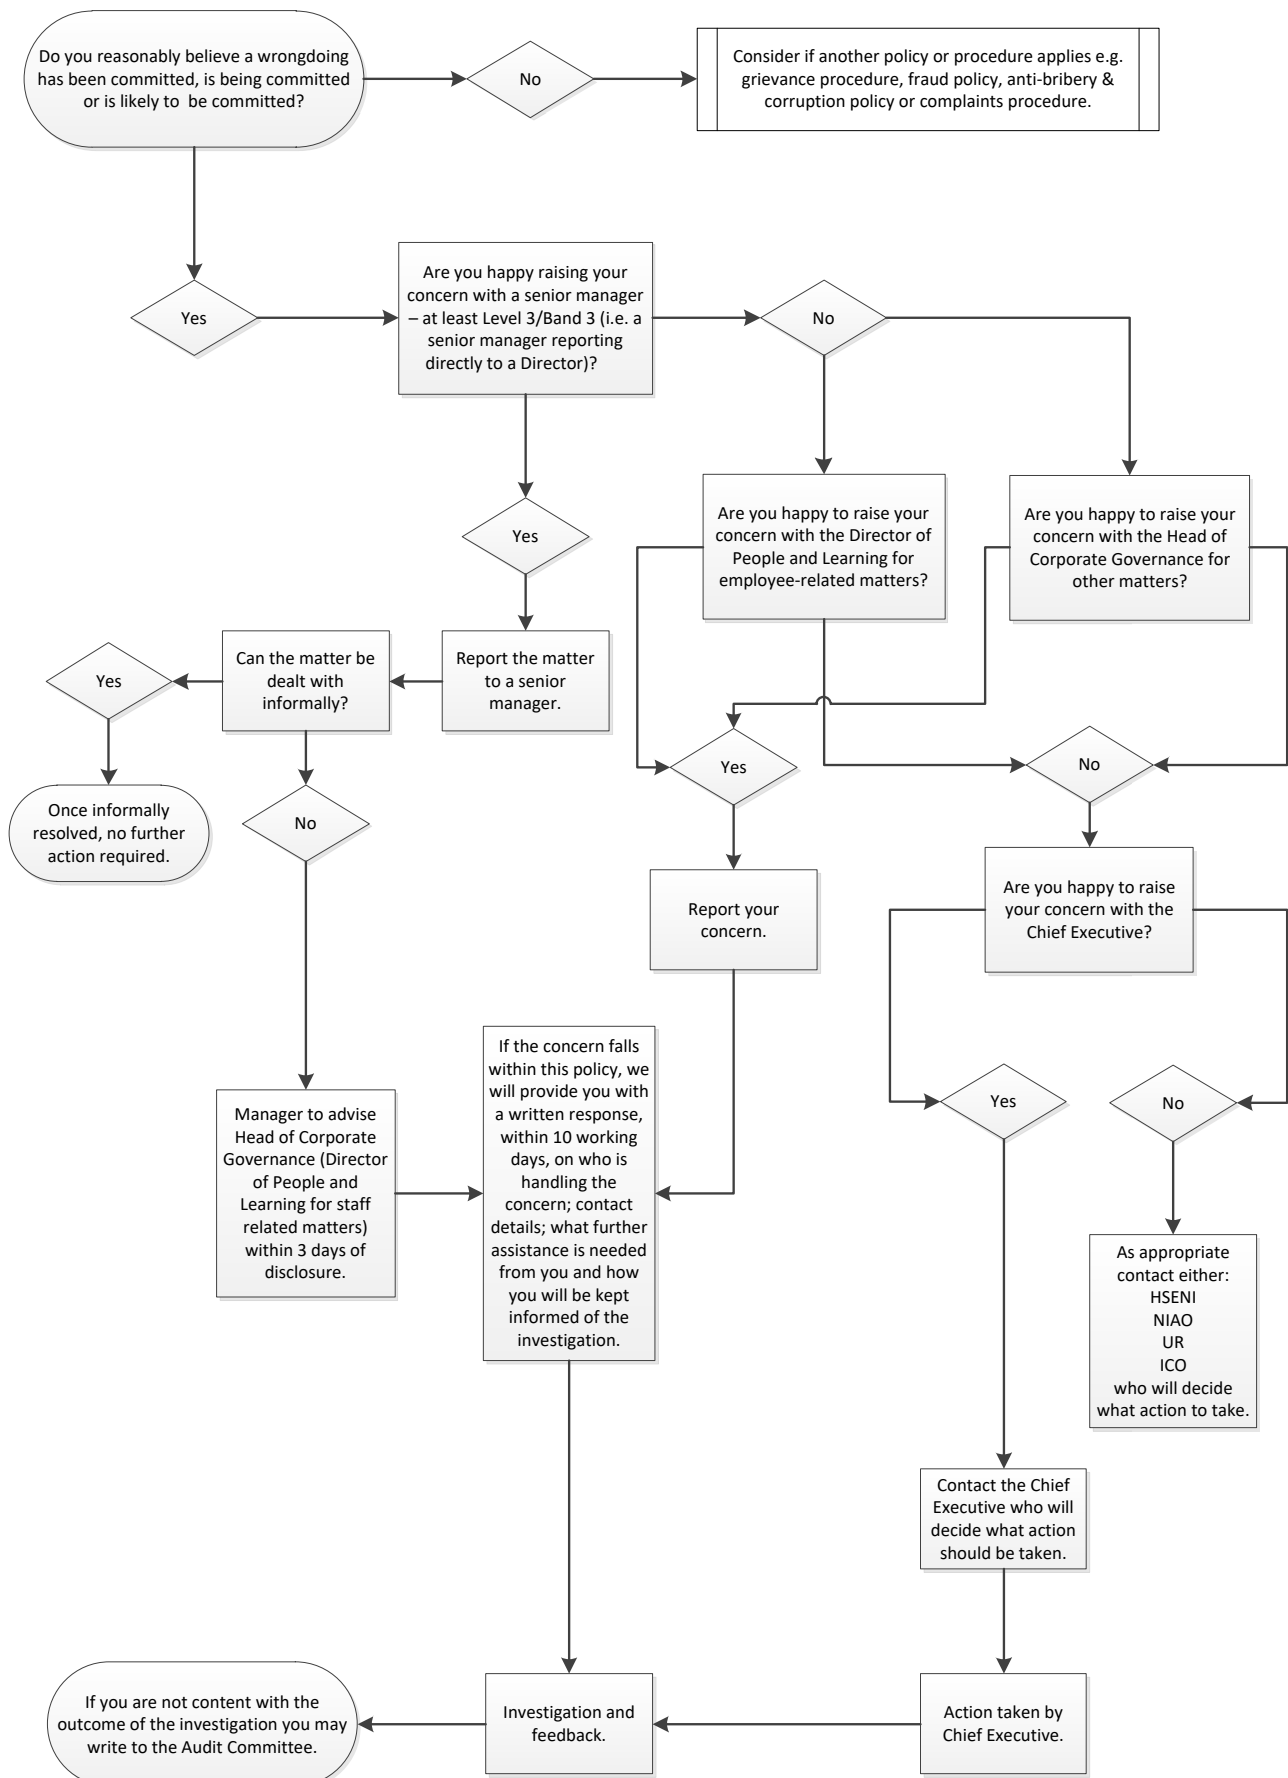 Do you reasonably believe a wrongdoing
has been committed, is being committed
or is likely to be committed?
No
Consider if another policy or procedure applies e.g.
grievance procedure, fraud policy, anti-bribery &
corruption policy or complaints procedure.
Yes
Are you happy raising your
concern with a senior manager
– at least Level 3/Band 3 (i.e. a
senior manager reporting
directly to a Director)?
No
Yes
Are you happy to raise your
concern with the Director of
People and Learning for
employee-related matters?
Are you happy to raise your
concern with the Head of
Corporate Governance for
other matters?
Yes
Can the matter be
dealt with
informally?
Report the matter
to a senior
manager.
Yes
No
Once informally
resolved, no further
action required.
No
Report your
concern.
Are you happy to raise
your concern with the
Chief Executive?
If the concern falls
within this policy, we
will provide you with
a written response,
within 10 working
days, on who is
handling the
concern; contact
details; what further
assistance is needed
from you and how
you will be kept
informed of the
investigation.
Manager to advise
Head of Corporate
Governance (Director
of People and
Learning for staff
related matters)
within 3 days of
disclosure.
Yes
No
As appropriate
contact either:
HSENI
NIAO
UR
ICO
who will decide
what action to take.
Contact the Chief
Executive who will
decide what action
should be taken.
If you are not content with the
outcome of the investigation you may
write to the Audit Committee.
Investigation and
feedback.
Action taken by
Chief Executive.